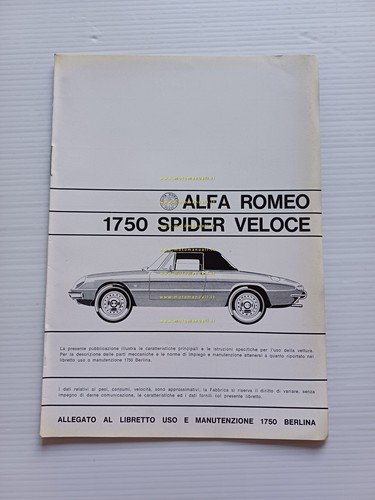 ALFA ROMEO
1750 SPIDER VELOCE
La presente pubblicazione illustra le caratteristiche principali e le istruzioni specifiche per l'uso della vettura.
Per la descrizione delle parti meccaniche e le norme di impiego e manutenzione attenersi a quanto riportato nel
libretto uso e manutenzione 1750 Berlina.
I dati relativi ai pesi, consumi, velocità, sono approssimativi; la Fabbrica si riserva il diritto di variare, senza
impegno di darne comunicazione, le caratteristiche ed i dati forniti col presente libretto.
ALLEGATO AL LIBRETTO USO E MANUTENZIONE 1750 BERLINA